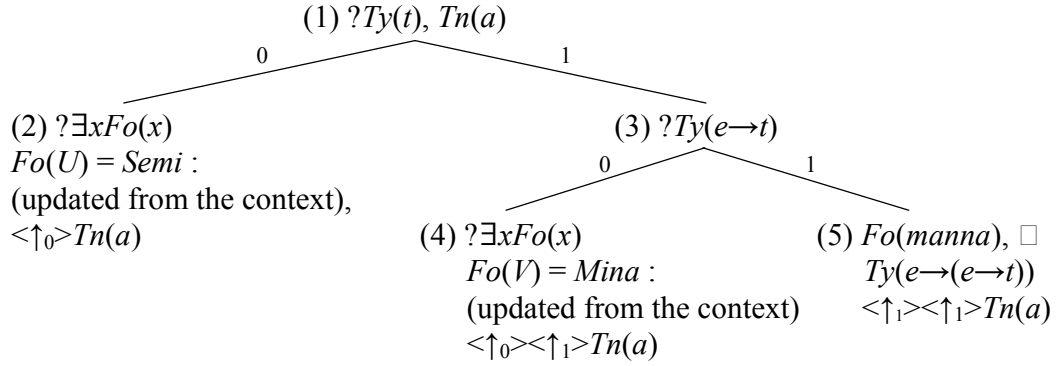 (1) ?Ty(t), Tn(a)
0 1
(2) ?∃xFo(x) (3) ?Ty(e→t)
Fo(U) = Semi :
0 1
(updated from the context),
<↑₀>Tn(a) (4) ?∃xFo(x) (5) Fo(manna), □
Fo(V) = Mina : Ty(e→(e→t))
(updated from the context) <↑₁><↑₁>Tn(a)
<↑₀><↑₁>Tn(a)